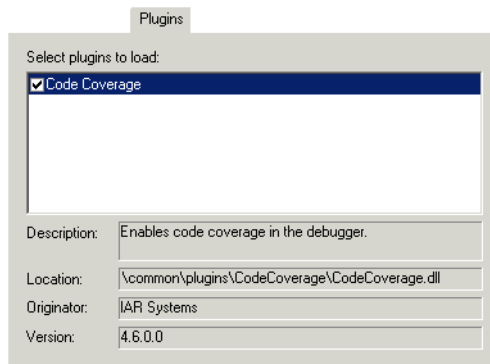 Plugins
Select plugins to load:
Code Coverage
Description: Enables code coverage in the debugger.
Location: \common\plugins\CodeCoverage\CodeCoverage.dll
Originator: IAR Systems
Version: 4.6.0.0